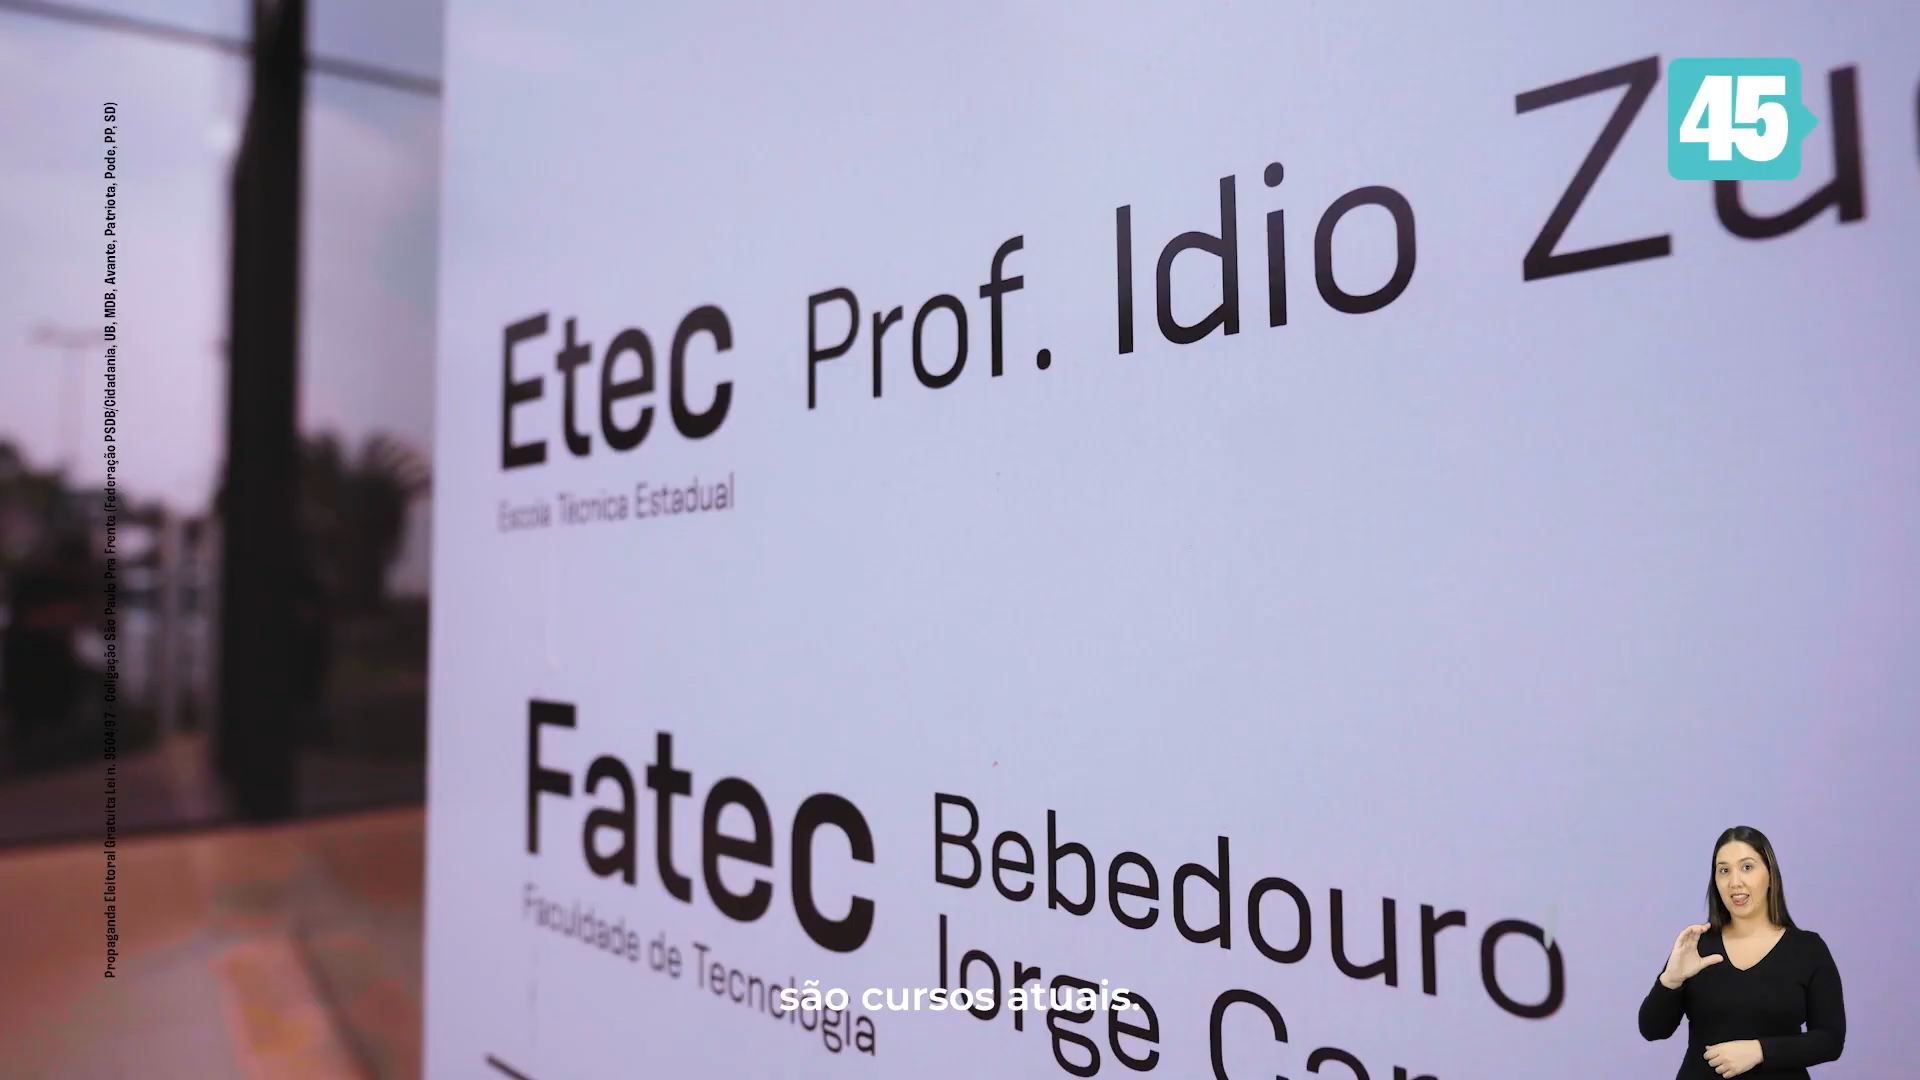 45
Etec Prof. Idio
Escola Técnica Estadual
Fatec Bebedouro
Faculdade de Tecnologia
Jorge
são cursos atuais.
Propaganda Eleitoral Gratuita Lei n. 9504/97 - Coligação São Paulo Pra Frente (Federação PSDB/Cidadania, UB, MDB, Avante, Patriota, Pode, PP, SD)